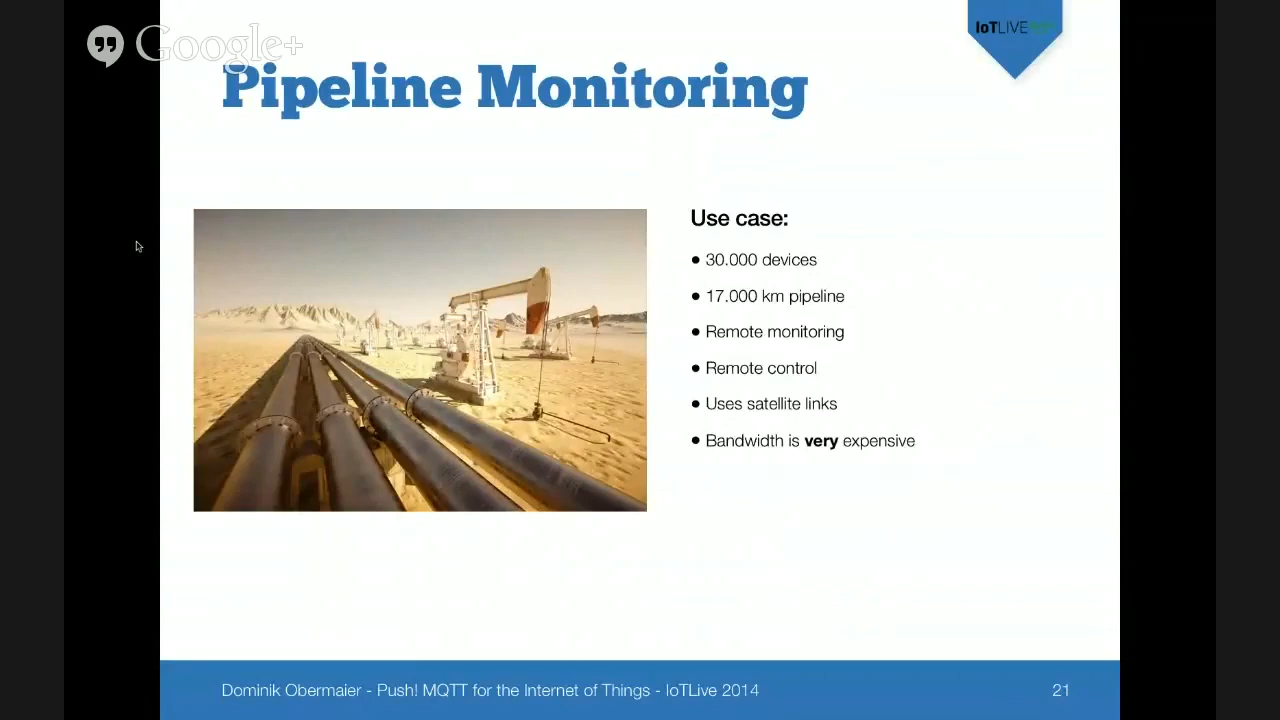 Google+
IoTLIVE
Pipeline Monitoring
Use case:
● 30.000 devices
● 17.000 km pipeline
● Remote monitoring
● Remote control
● Uses satellite links
● Bandwidth is very expensive
Dominik Obermaier - Push! MQTT for the Internet of Things - IoTLive 2014
21